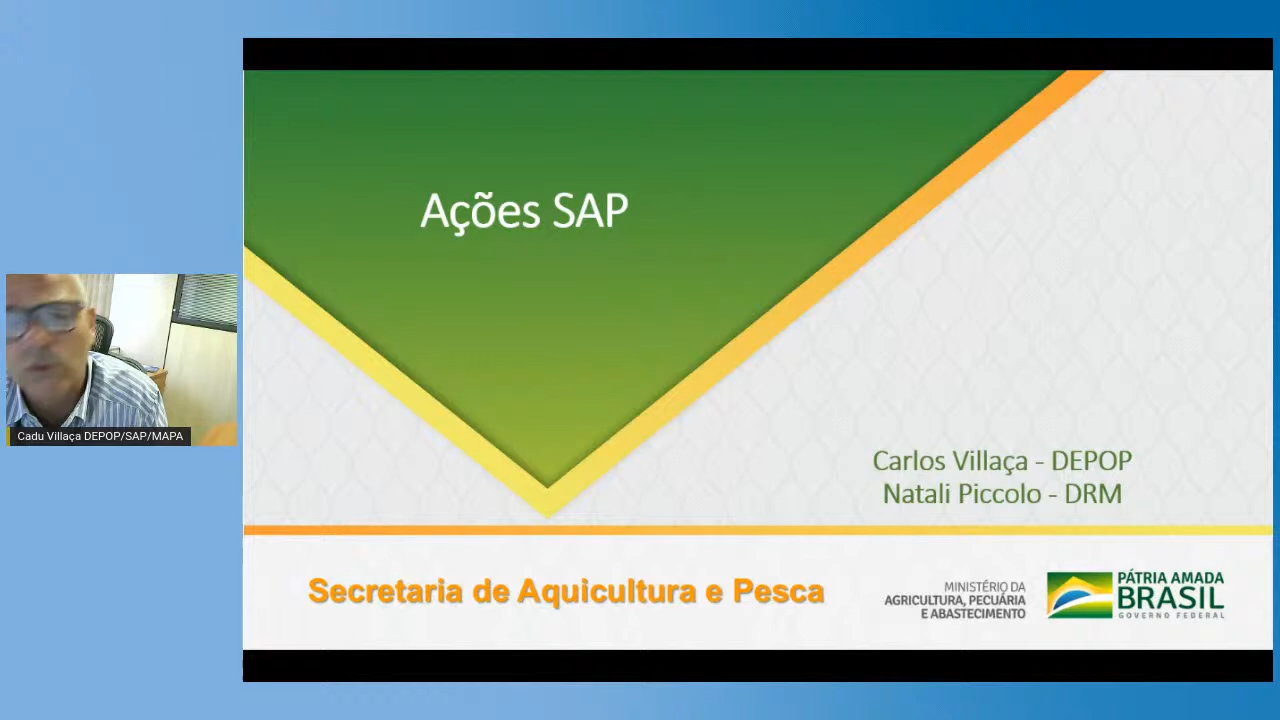 Ações SAP
Cadu Villaça DEPOP/SAP/MAPA
Carlos Villaça - DEPOP
Natali Piccolo - DRM
Secretaria de Aquicultura e Pesca
MINISTÉRIO DA
AGRICULTURA, PECUÁRIA
E ABASTECIMENTO
PÁTRIA AMADA
BRASIL
GOVERNO FEDERAL